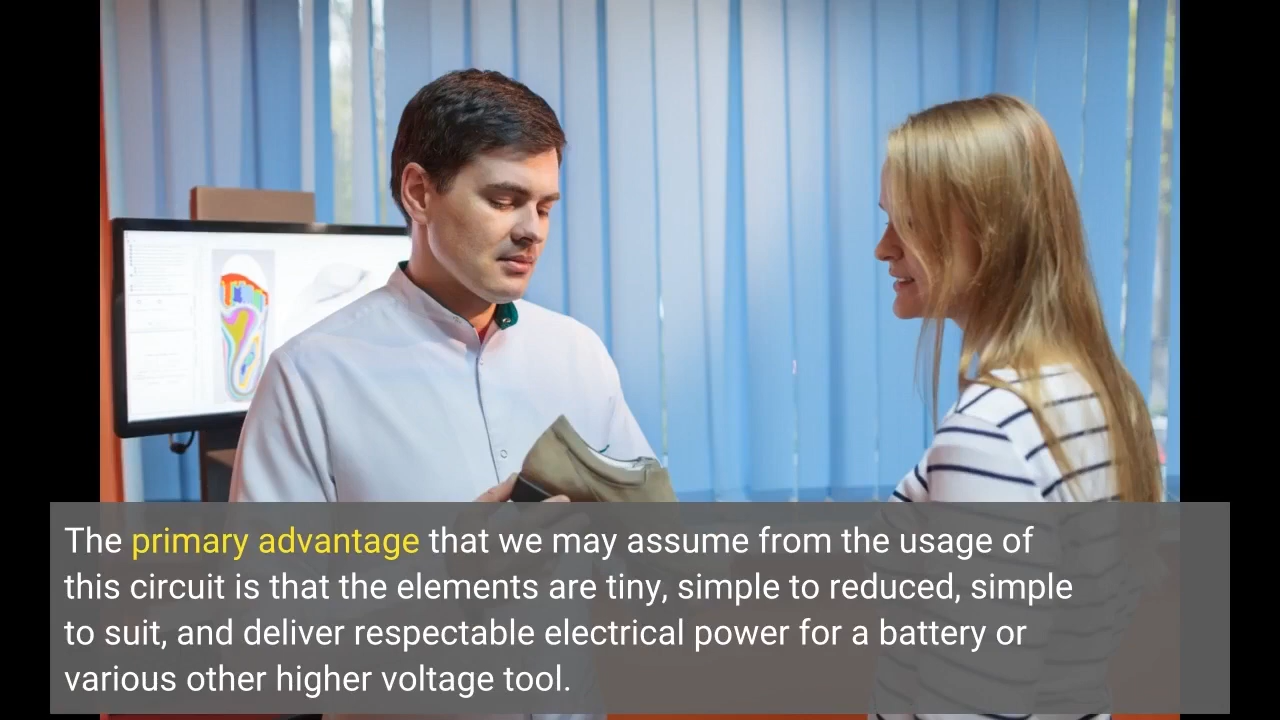 The primary advantage that we may assume from the usage of
this circuit is that the elements are tiny, simple to reduced, simple
to suit, and deliver respectable electrical power for a battery or
various other higher voltage tool.